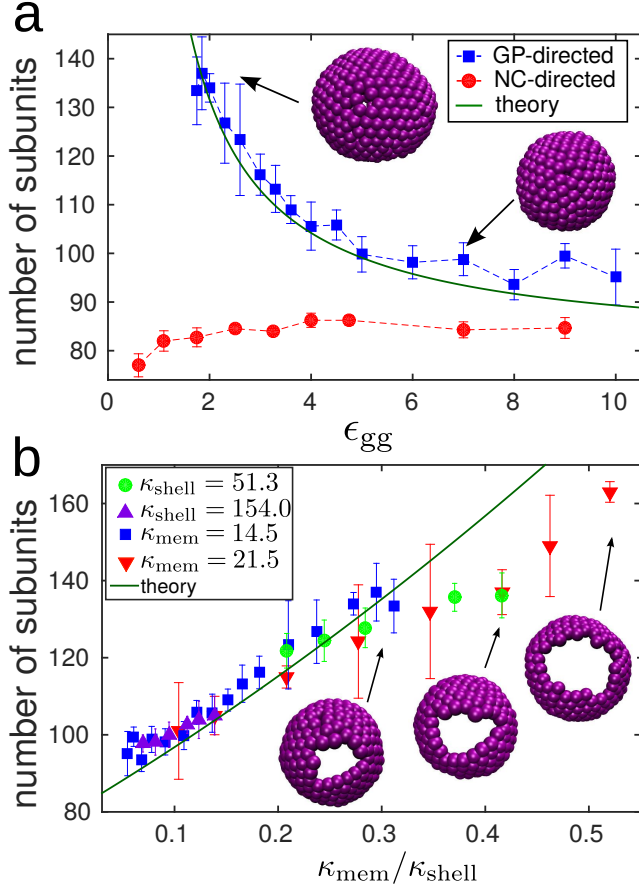 a
number of subunits
140
130
120
110
100
90
80
GP-directed
NC-directed
theory
0 2 4 6 8 10
ϵgg
b
number of subunits
160
140
120
100
80
κshell = 51.3
κshell = 154.0
κmem = 14.5
κmem = 21.5
theory
0.1 0.2 0.3 0.4 0.5
κmem/κshell